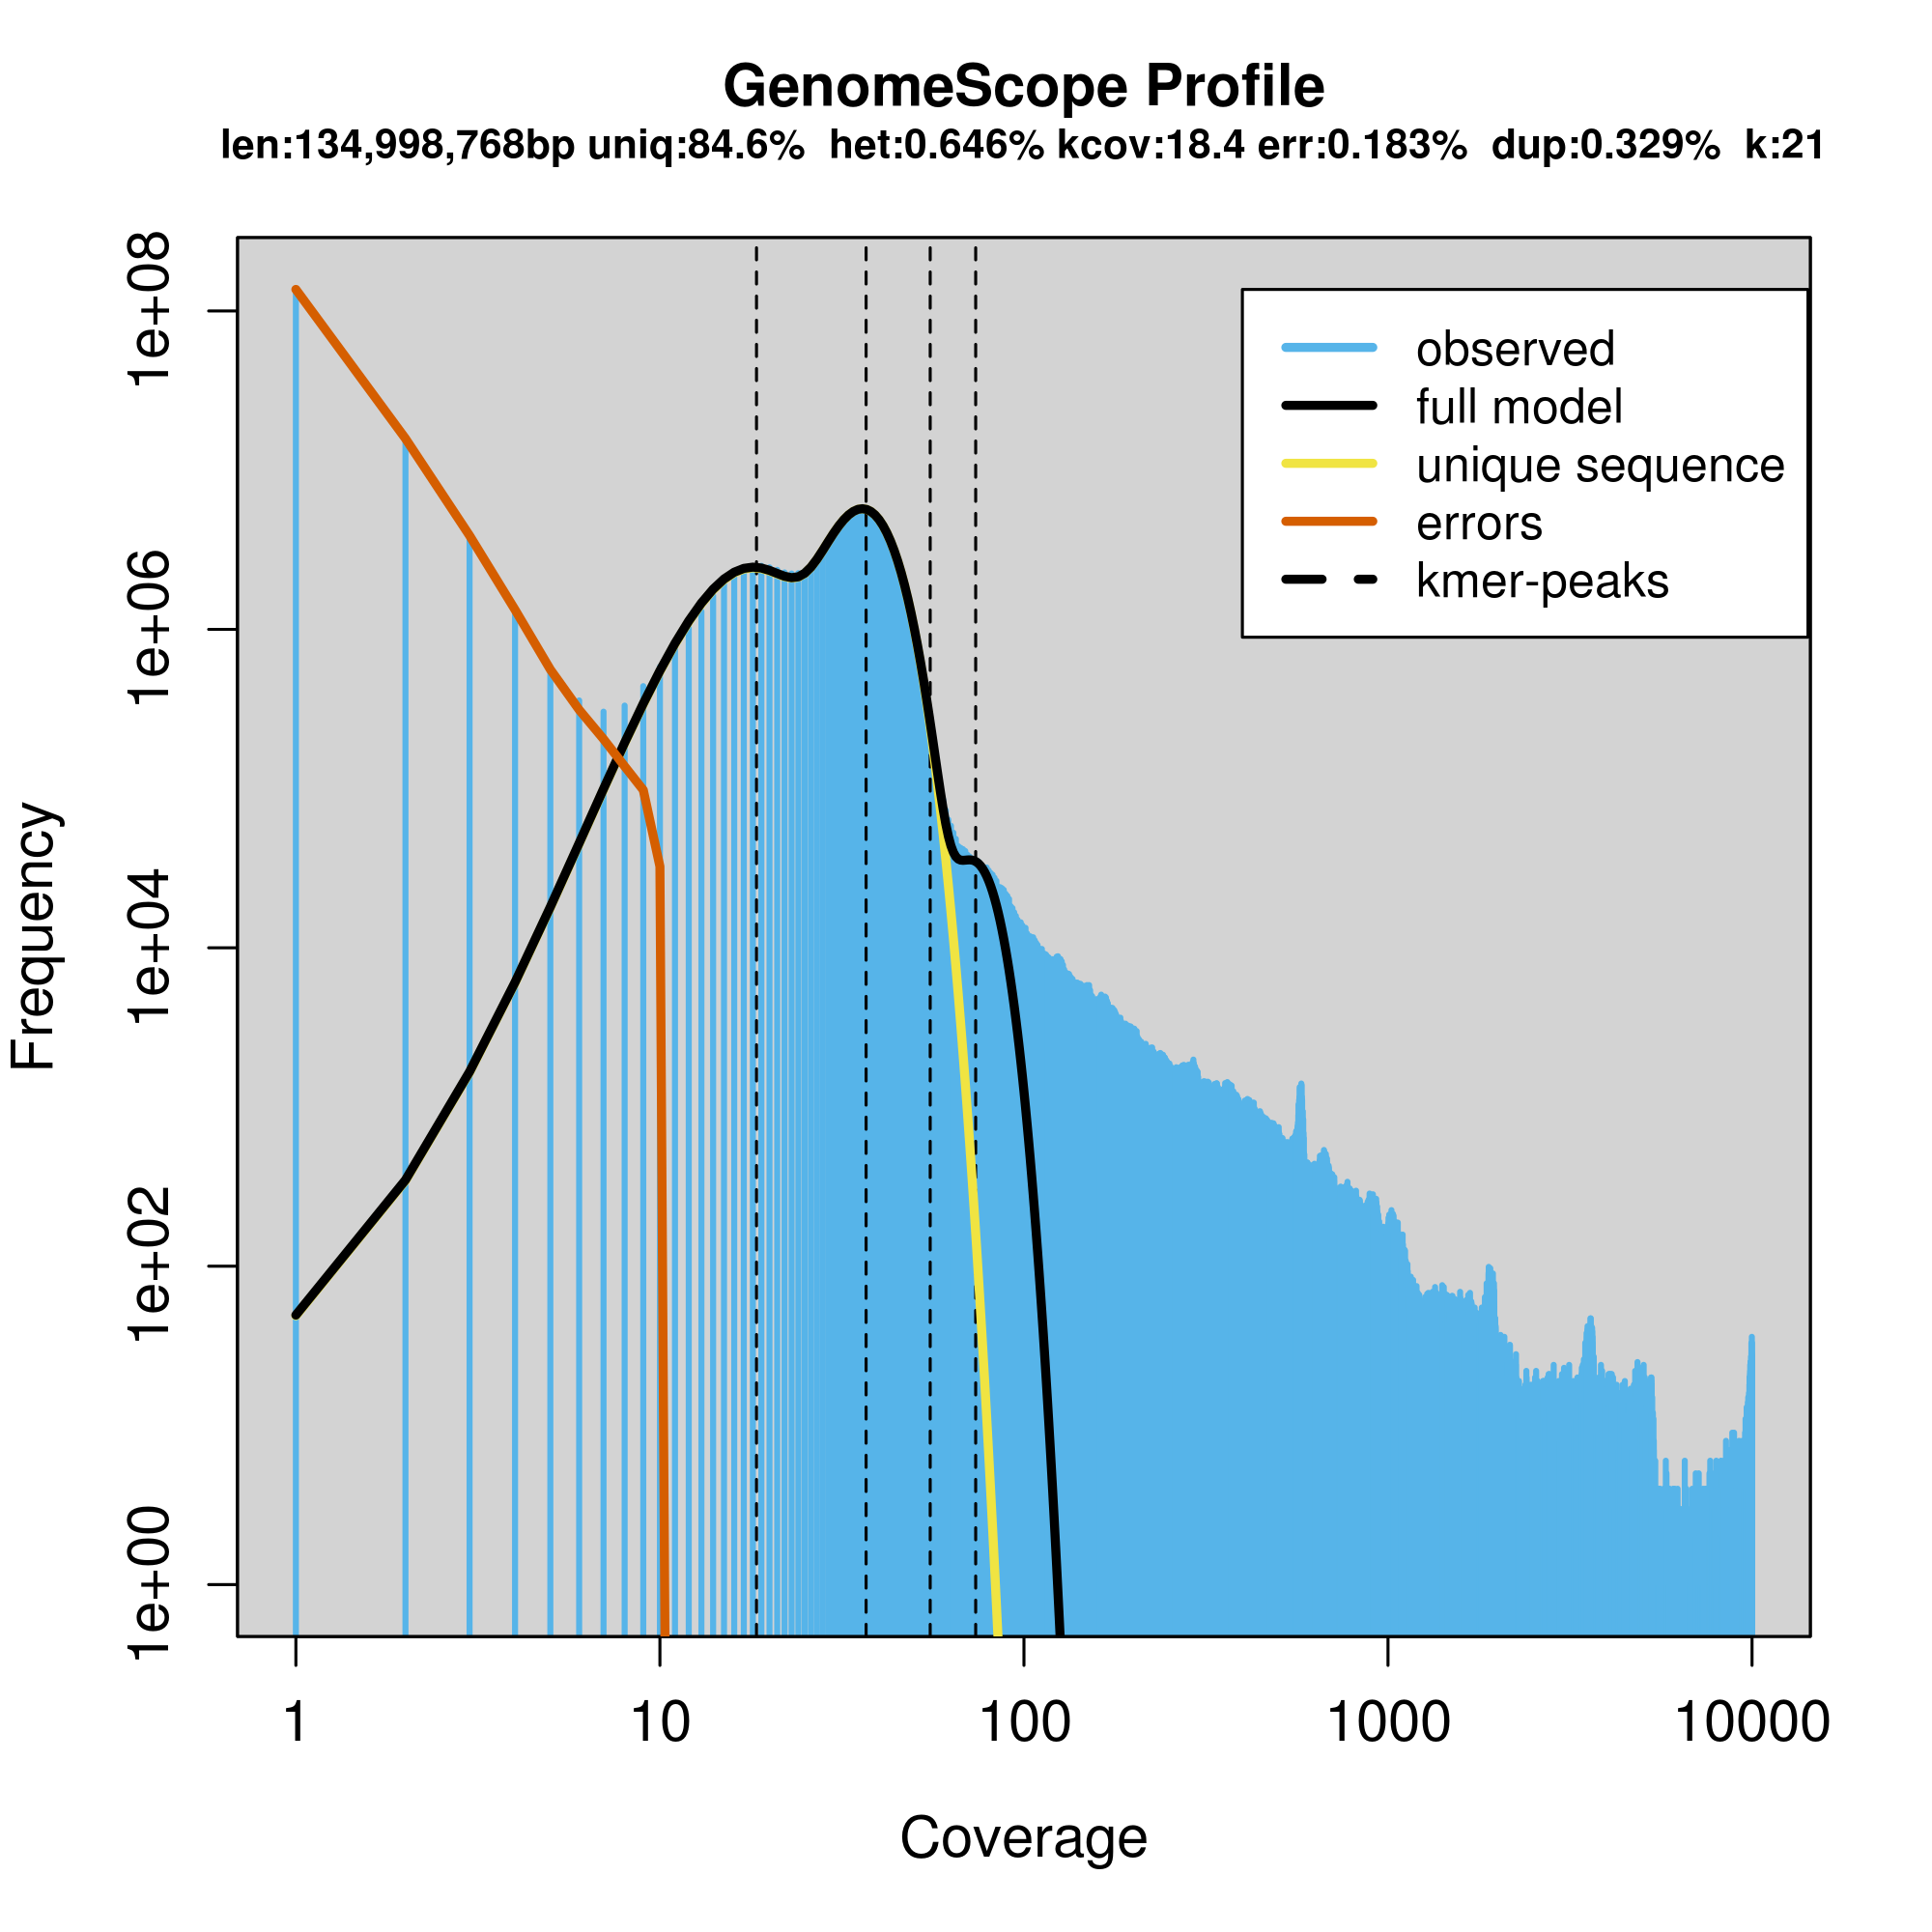 GenomeScope Profile
len:134,998,768bp uniq:84.6% het:0.646% kcov:18.4 err:0.183% dup:0.329% k:21
observed
full model
unique sequence
errors
kmer-peaks
Frequency
1e+08
1e+06
1e+04
1e+02
1e+00
1 10 100 1000 10000
Coverage